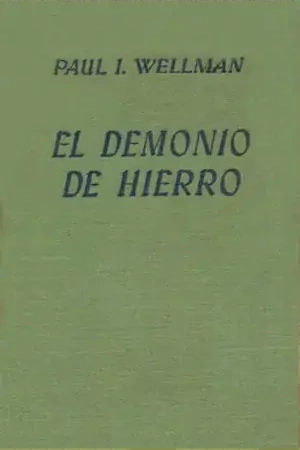 PAUL I. WELLMAN
EL DEMONIO
DE HIERRO